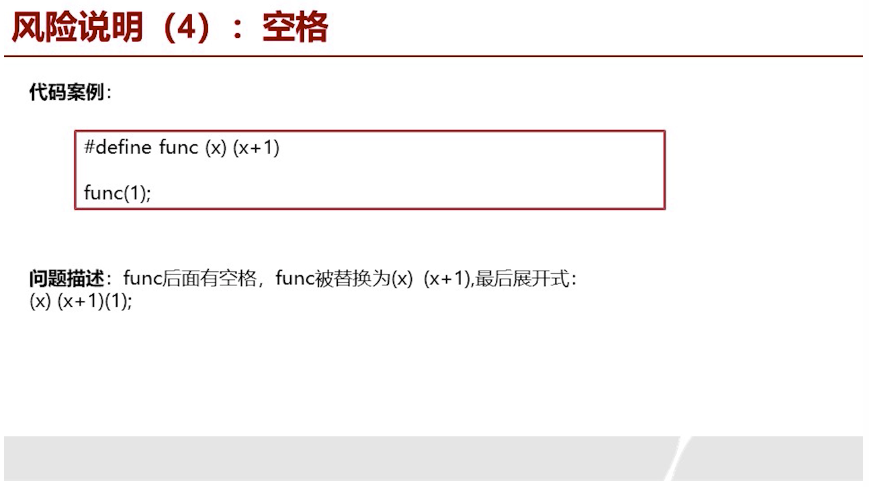 风险说明（4）：空格
代码案例：
#define func (x) (x+1)
func(1);
问题描述：func后面有空格，func被替换为(x) (x+1),最后展开式：
(x) (x+1)(1);